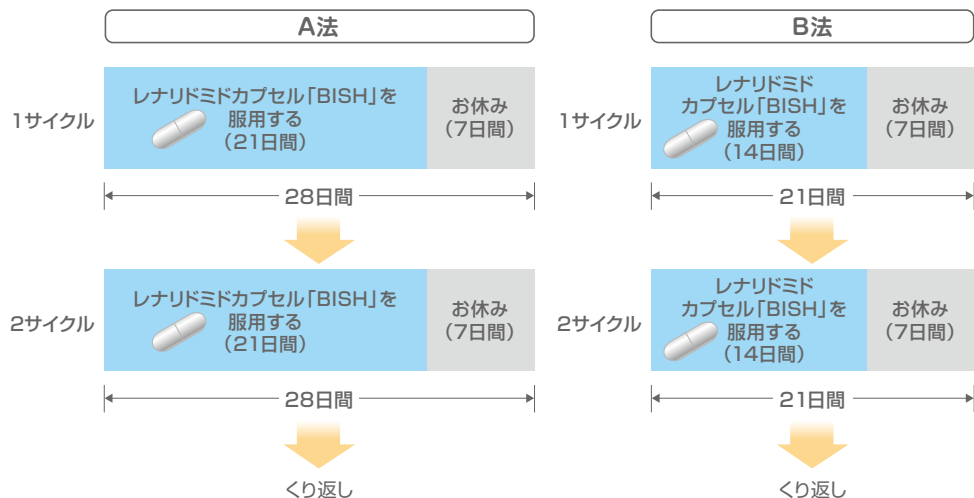 A法
1サイクル
レナリドミドカプセル「BISH」を
服用する
(21日間)
お休み
(7日間)
28日間
2サイクル
レナリドミドカプセル「BISH」を
服用する
(21日間)
お休み
(7日間)
28日間
くり返し
B法
1サイクル
レナリドミド
カプセル「BISH」を
服用する
(14日間)
お休み
(7日間)
21日間
2サイクル
レナリドミド
カプセル「BISH」を
服用する
(14日間)
お休み
(7日間)
21日間
くり返し